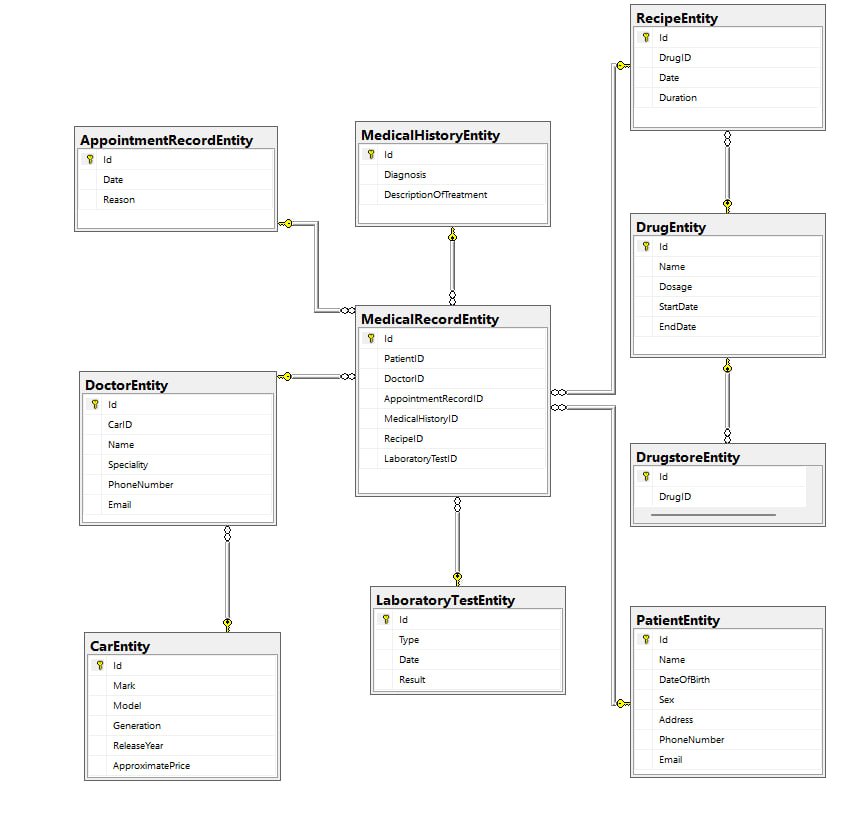 RecipeEntity
Id
DrugID
Date
Duration
AppointmentRecordEntity
Id
Date
Reason
MedicalHistoryEntity
Id
Diagnosis
DescriptionOfTreatment
DrugEntity
Id
Name
Dosage
StartDate
EndDate
MedicalRecordEntity
Id
PatientID
DoctorID
AppointmentRecordID
MedicalHistoryID
RecipeID
LaboratoryTestID
DoctorEntity
Id
CarID
Name
Speciality
PhoneNumber
Email
DrugstoreEntity
Id
DrugID
LaboratoryTestEntity
Id
Type
Date
Result
PatientEntity
Id
Name
DateOfBirth
Sex
Address
PhoneNumber
Email
CarEntity
Id
Mark
Model
Generation
ReleaseYear
ApproximatePrice